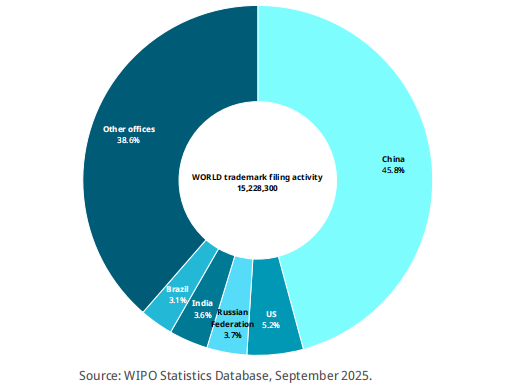 Other offices
38.6%
China
45.8%
WORLD trademark filing activity
15,228,300
Brazil
3.1%
India
3.6%
Russian
Federation
3.7%
US
5.2%
Source: WIPO Statistics Database, September 2025.